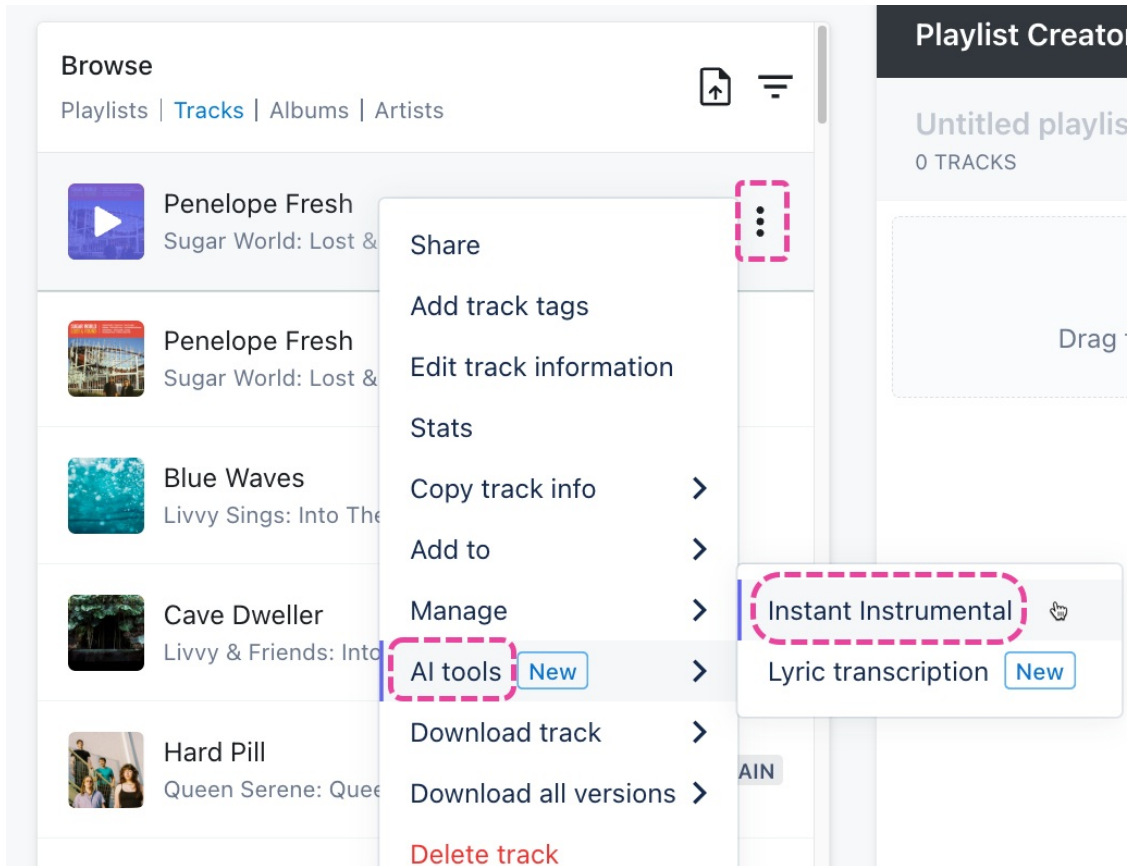 Browse
Playlists | Tracks | Albums | Artists
Penelope Fresh
Sugar World: Lost &
Penelope Fresh
Sugar World: Lost &
Blue Waves
Livvy Sings: Into The
Cave Dweller
Livvy & Friends: Into
Hard Pill
Queen Serene: Quee
AIN
Share
Add track tags
Edit track information
Stats
Copy track info
Add to
Manage
AI tools New
Download track
Download all versions
Delete track
Instant Instrumental
Lyric transcription New
Playlist Creator
Untitled playlis
0 TRACKS
Drag